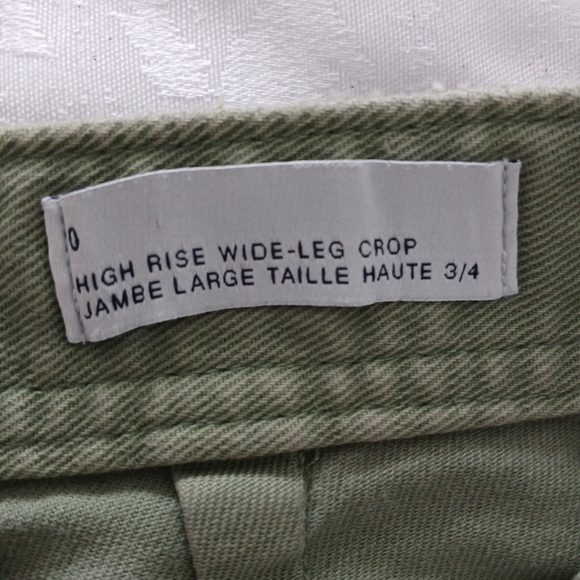 0
HIGH RISE WIDE-LEG CROP
JAMBE LARGE TAILLE HAUTE 3/4